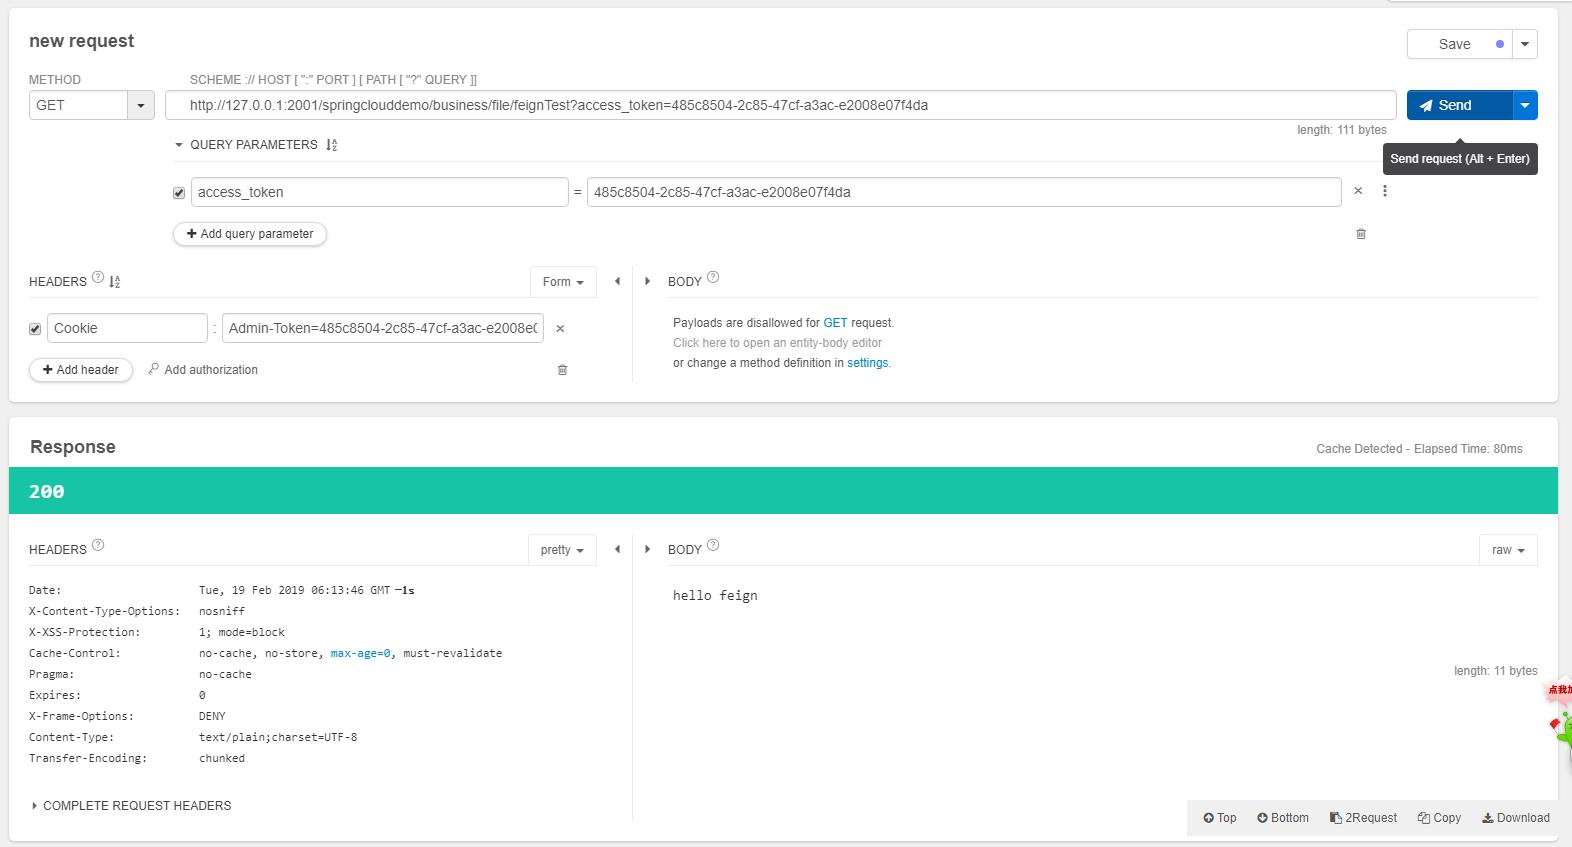 new request
Save
METHOD
SCHEME :// HOST [ ":" PORT ] [ PATH [ "?" QUERY ]]
GET
http://127.0.0.1:2001/springclouddemo/business/file/feignTest?access_token=485c8504-2c85-47cf-a3ac-e2008e07f4da
Send
length: 111 bytes
QUERY PARAMETERS
Send request (Alt + Enter)
access_token = 485c8504-2c85-47cf-a3ac-e2008e07f4da
Add query parameter
HEADERS ?
Form
BODY ?
Cookie : Admin-Token=485c8504-2c85-47cf-a3ac-e2008e0
Add header
Add authorization
Payloads are disallowed for GET request.
Click here to open an entity-body editor
or change a method definition in settings.
Response
Cache Detected - Elapsed Time: 80ms
200
HEADERS ?
pretty
BODY ?
raw
Date: Tue, 19 Feb 2019 06:13:46 GMT −1s
X-Content-Type-Options: nosniff
X-XSS-Protection: 1; mode=block
Cache-Control: no-cache, no-store, max-age=0, must-revalidate
Pragma: no-cache
Expires: 0
X-Frame-Options: DENY
Content-Type: text/plain;charset=UTF-8
Transfer-Encoding: chunked
hello feign
length: 11 bytes
点我加
COMPLETE REQUEST HEADERS
Top
Bottom
2Request
Copy
Download